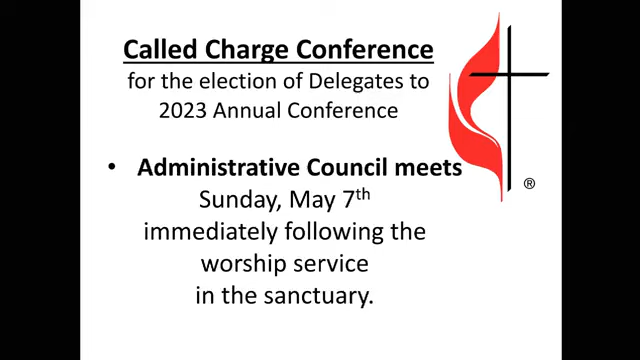 Called Charge Conference
for the election of Delegates to
2023 Annual Conference
• Administrative Council meets
Sunday, May 7th
immediately following the
worship service
in the sanctuary.
®